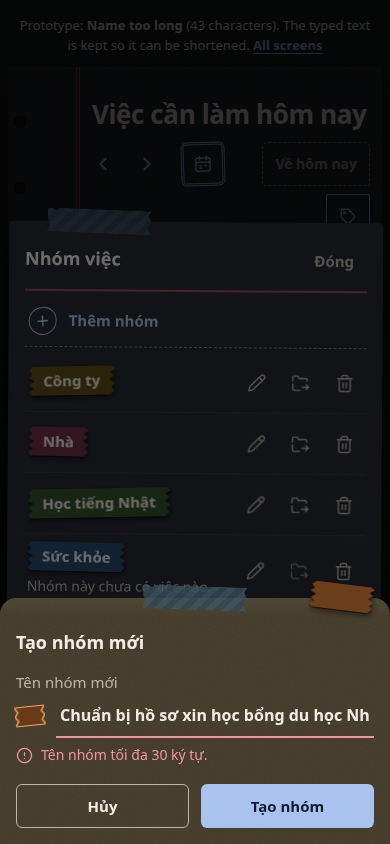 Prototype: Name too long (43 characters). The typed text
is kept so it can be shortened. All screens
Việc cần làm hôm nay
Về hôm nay
Nhóm việc
Đóng
Thêm nhóm
Công ty
Nhà
Học tiếng Nhật
Sức khỏe
Nhóm này chưa có việc nào
Tạo nhóm mới
Tên nhóm mới
Chuẩn bị hồ sơ xin học bổng du học Nh
Tên nhóm tối đa 30 ký tự.
Hủy
Tạo nhóm